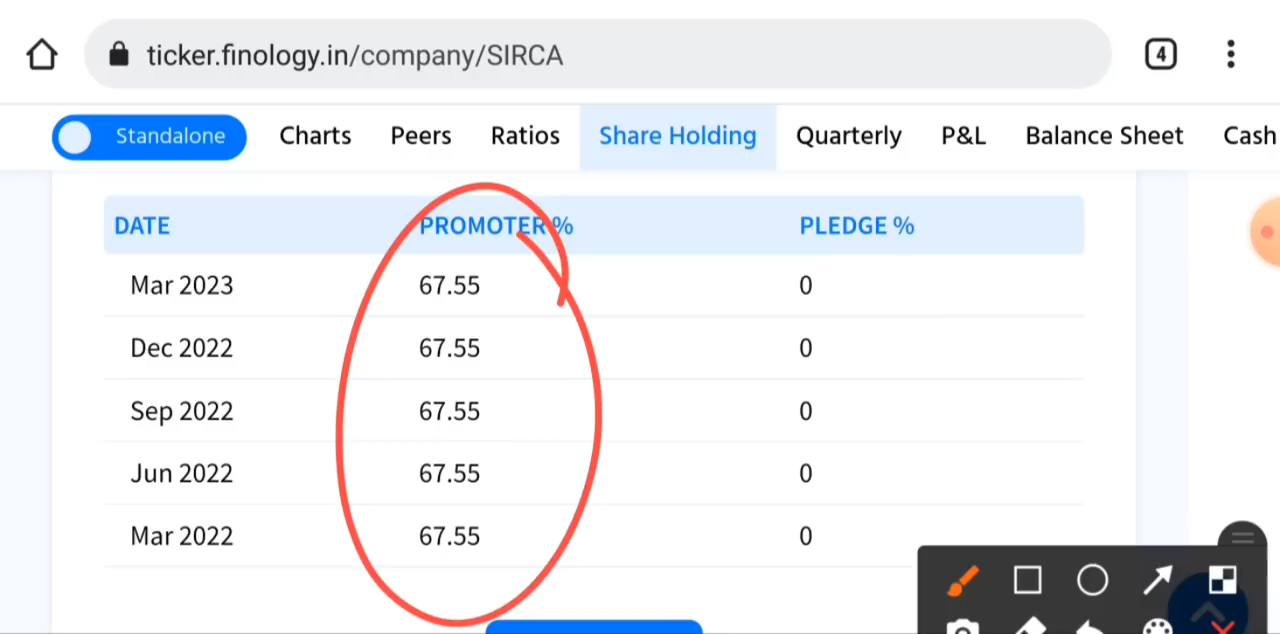 ticker.finology.in/company/SIRCA 4
Standalone Charts Peers Ratios Share Holding Quarterly P&L Balance Sheet Cash
DATE PROMOTER % PLEDGE %
Mar 2023 67.55 0
Dec 2022 67.55 0
Sep 2022 67.55 0
Jun 2022 67.55 0
Mar 2022 67.55 0